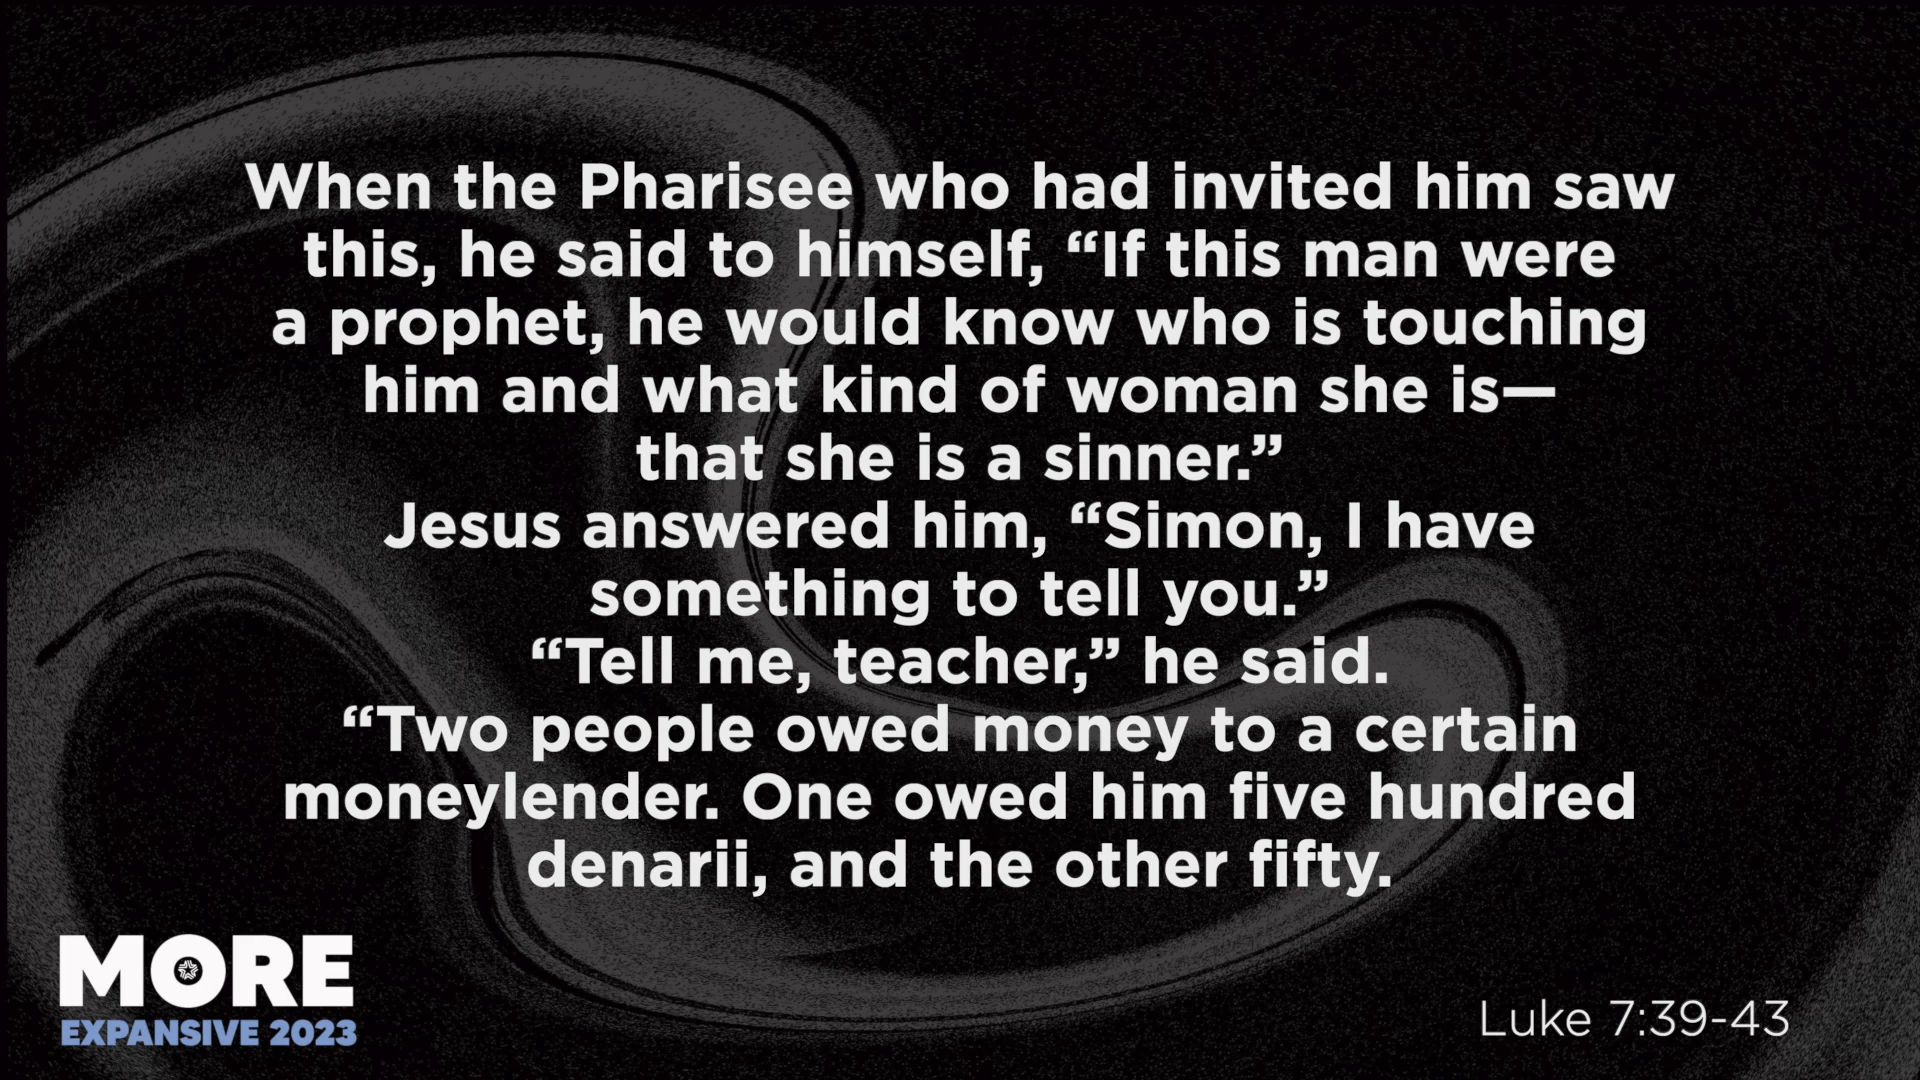 When the Pharisee who had invited him saw
this, he said to himself, “If this man were
a prophet, he would know who is touching
him and what kind of woman she is—
that she is a sinner.”
Jesus answered him, “Simon, I have
something to tell you.”
“Tell me, teacher,” he said.
“Two people owed money to a certain
moneylender. One owed him five hundred
denarii, and the other fifty.
MORE
EXPANSIVE 2023
Luke 7:39-43